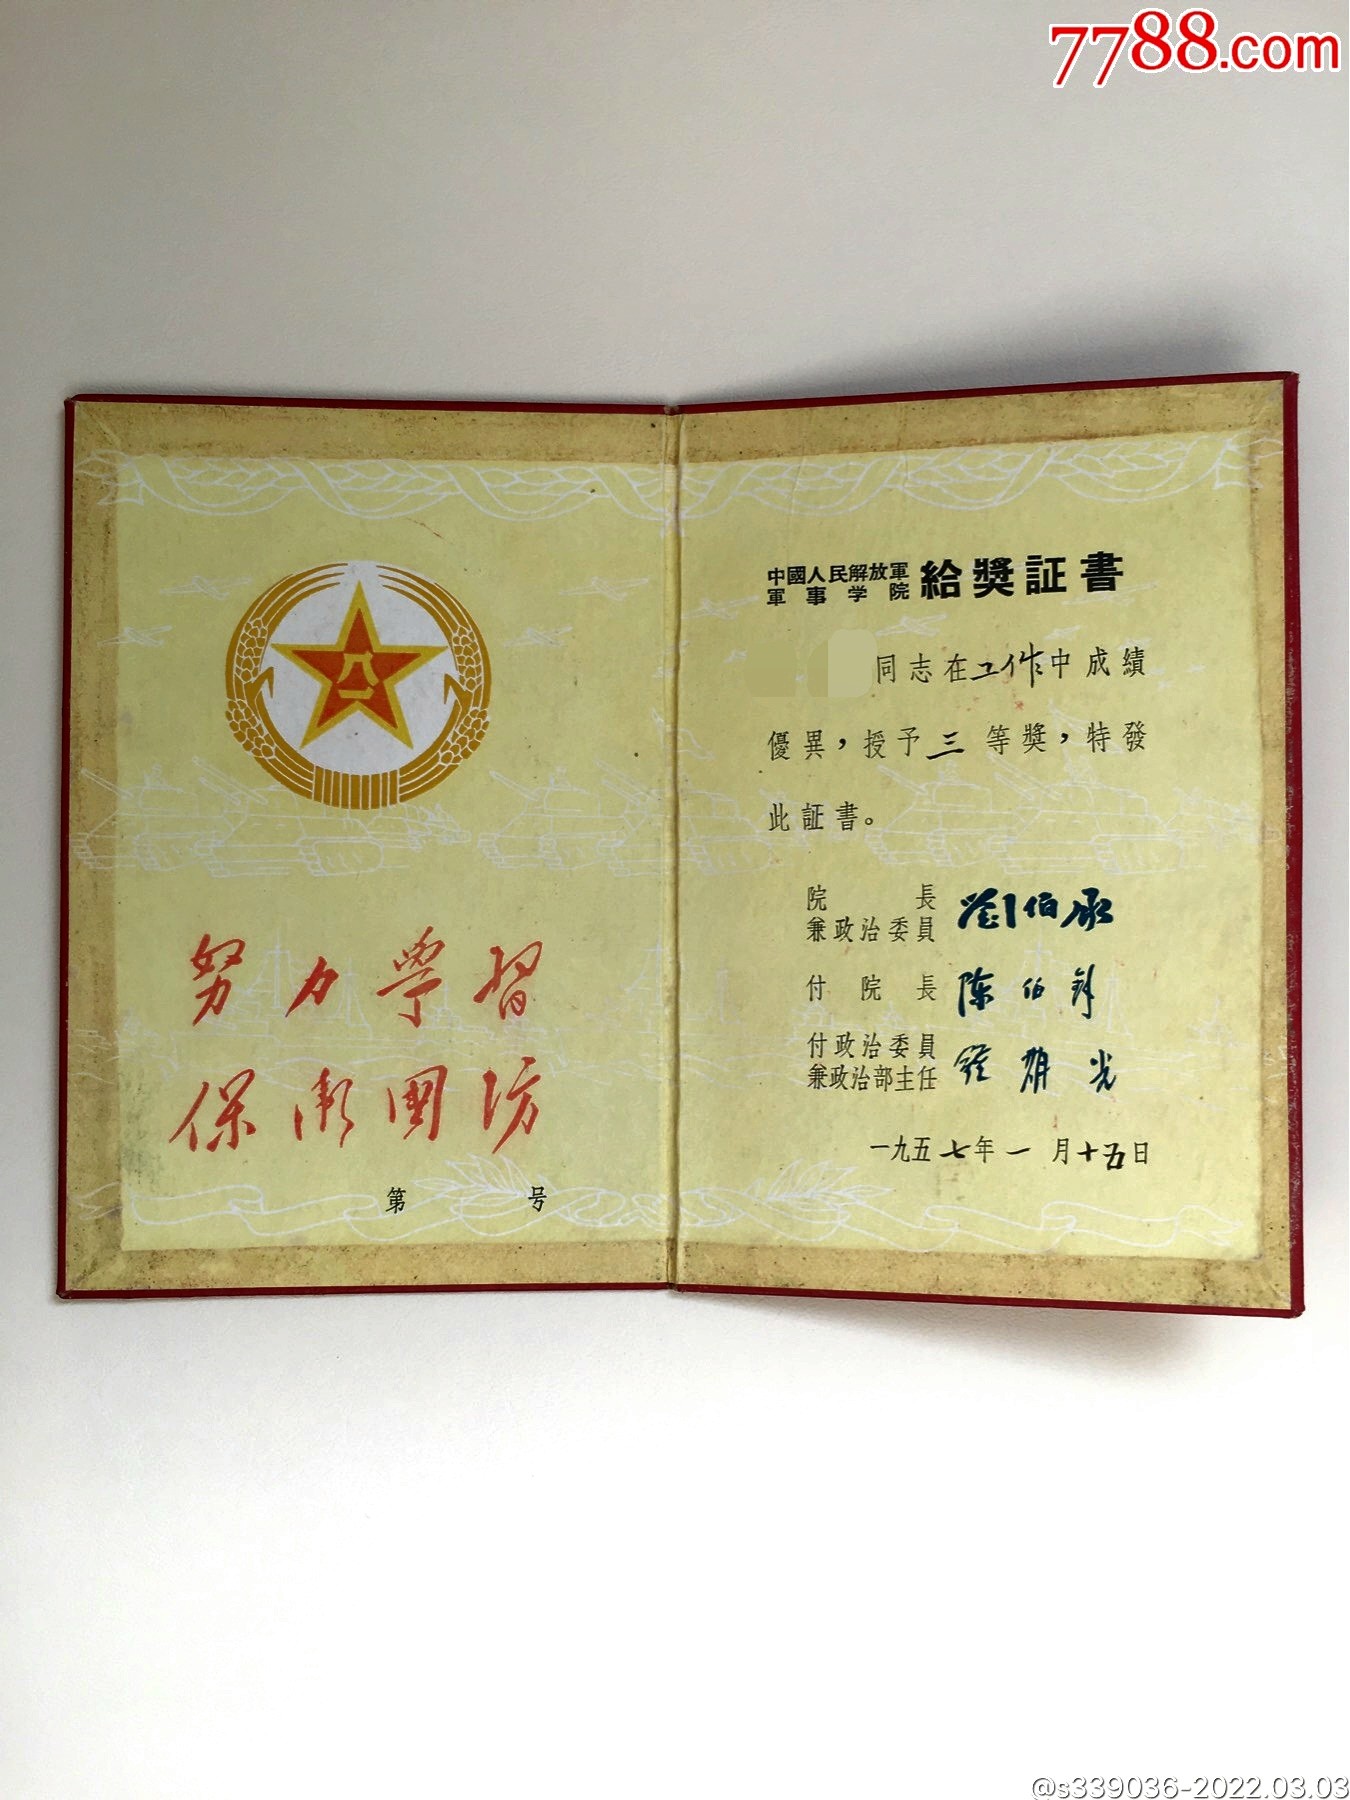 7788.com
八一
努力學習
保衛國防
第 号
中國人民解放軍
軍事学院
給獎証書
同志在工作中成績
優異，授予三等獎，特發
此証書。
院長
兼政治委員 劉伯承
付院長 陈伯鈞
付政治委員
兼政治部主任 鍾期光
一九五七年一月十五日
@s339036-2022.03.03